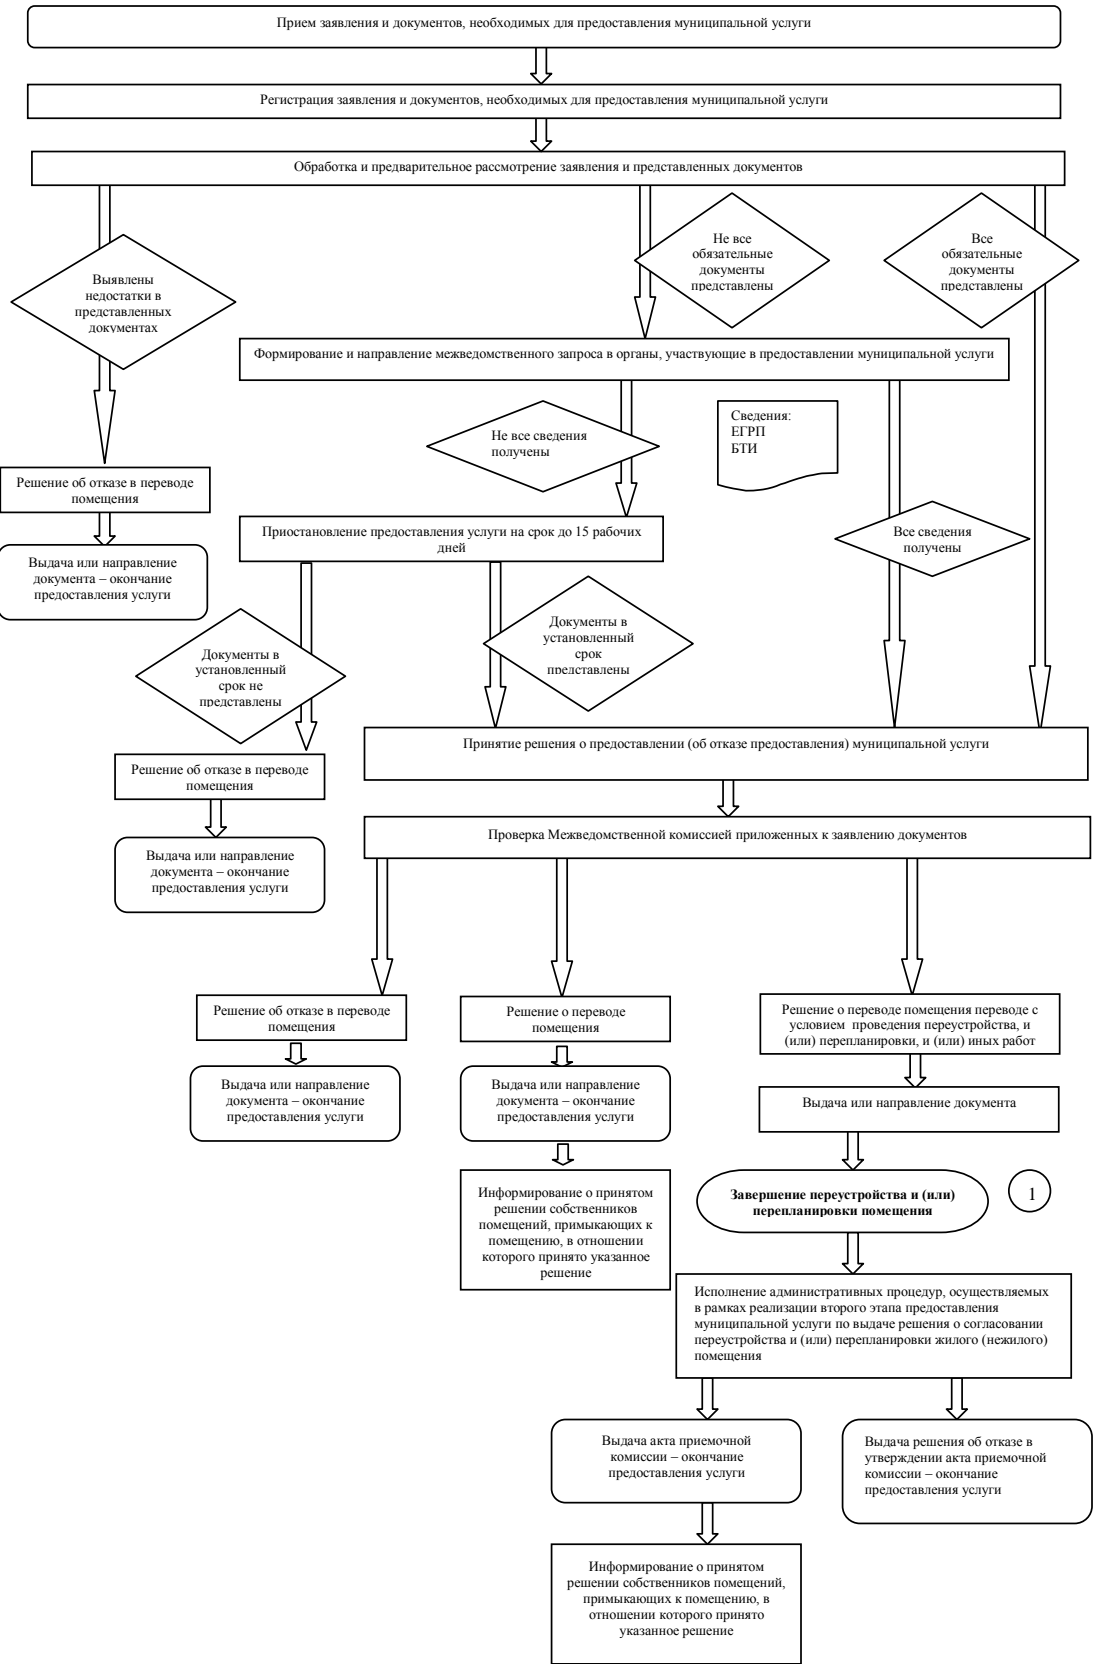 Прием заявления и документов, необходимых для предоставления муниципальной услуги
Регистрация заявления и документов, необходимых для предоставления муниципальной услуги
Обработка и предварительное рассмотрение заявления и представленных документов
Выявлены
недостатки в
представленных
документах
Не все
обязательные
документы
представлены
Все
обязательные
документы
представлены
Формирование и направление межведомственного запроса в органы, участвующие в предоставлении муниципальной услуги
Не все сведения
получены
Сведения:
ЕГРП
БТИ
Решение об отказе в переводе
помещения
Приостановление предоставления услуги на срок до 15 рабочих
дней
Все сведения
получены
Выдача или направление
документа – окончание
предоставления услуги
Документы в
установленный
срок не
представлены
Документы в
установленный
срок
представлены
Принятие решения о предоставлении (об отказе предоставления) муниципальной услуги
Решение об отказе в переводе
помещения
Проверка Межведомственной комиссией приложенных к заявлению документов
Выдача или направление
документа – окончание
предоставления услуги
Решение об отказе в переводе
помещения
Решение о переводе
помещения
Решение о переводе помещения переводе с
условием проведения переустройства, и
(или) перепланировки, и (или) иных работ
Выдача или направление
документа – окончание
предоставления услуги
Выдача или направление
документа – окончание
предоставления услуги
Выдача или направление документа
Информирование о принятом
решении собственников
помещений, примыкающих к
помещению, в отношении
которого принято указанное
решение
Завершение переустройства и (или)
перепланировки помещения
1
Исполнение административных процедур, осуществляемых
в рамках реализации второго этапа предоставления
муниципальной услуги по выдаче решения о согласовании
переустройства и (или) перепланировки жилого (нежилого)
помещения
Выдача акта приемочной
комиссии – окончание
предоставления услуги
Выдача решения об отказе в
утверждении акта приемочной
комиссии – окончание
предоставления услуги
Информирование о принятом
решении собственников помещений,
примыкающих к помещению, в
отношении которого принято
указанное решение